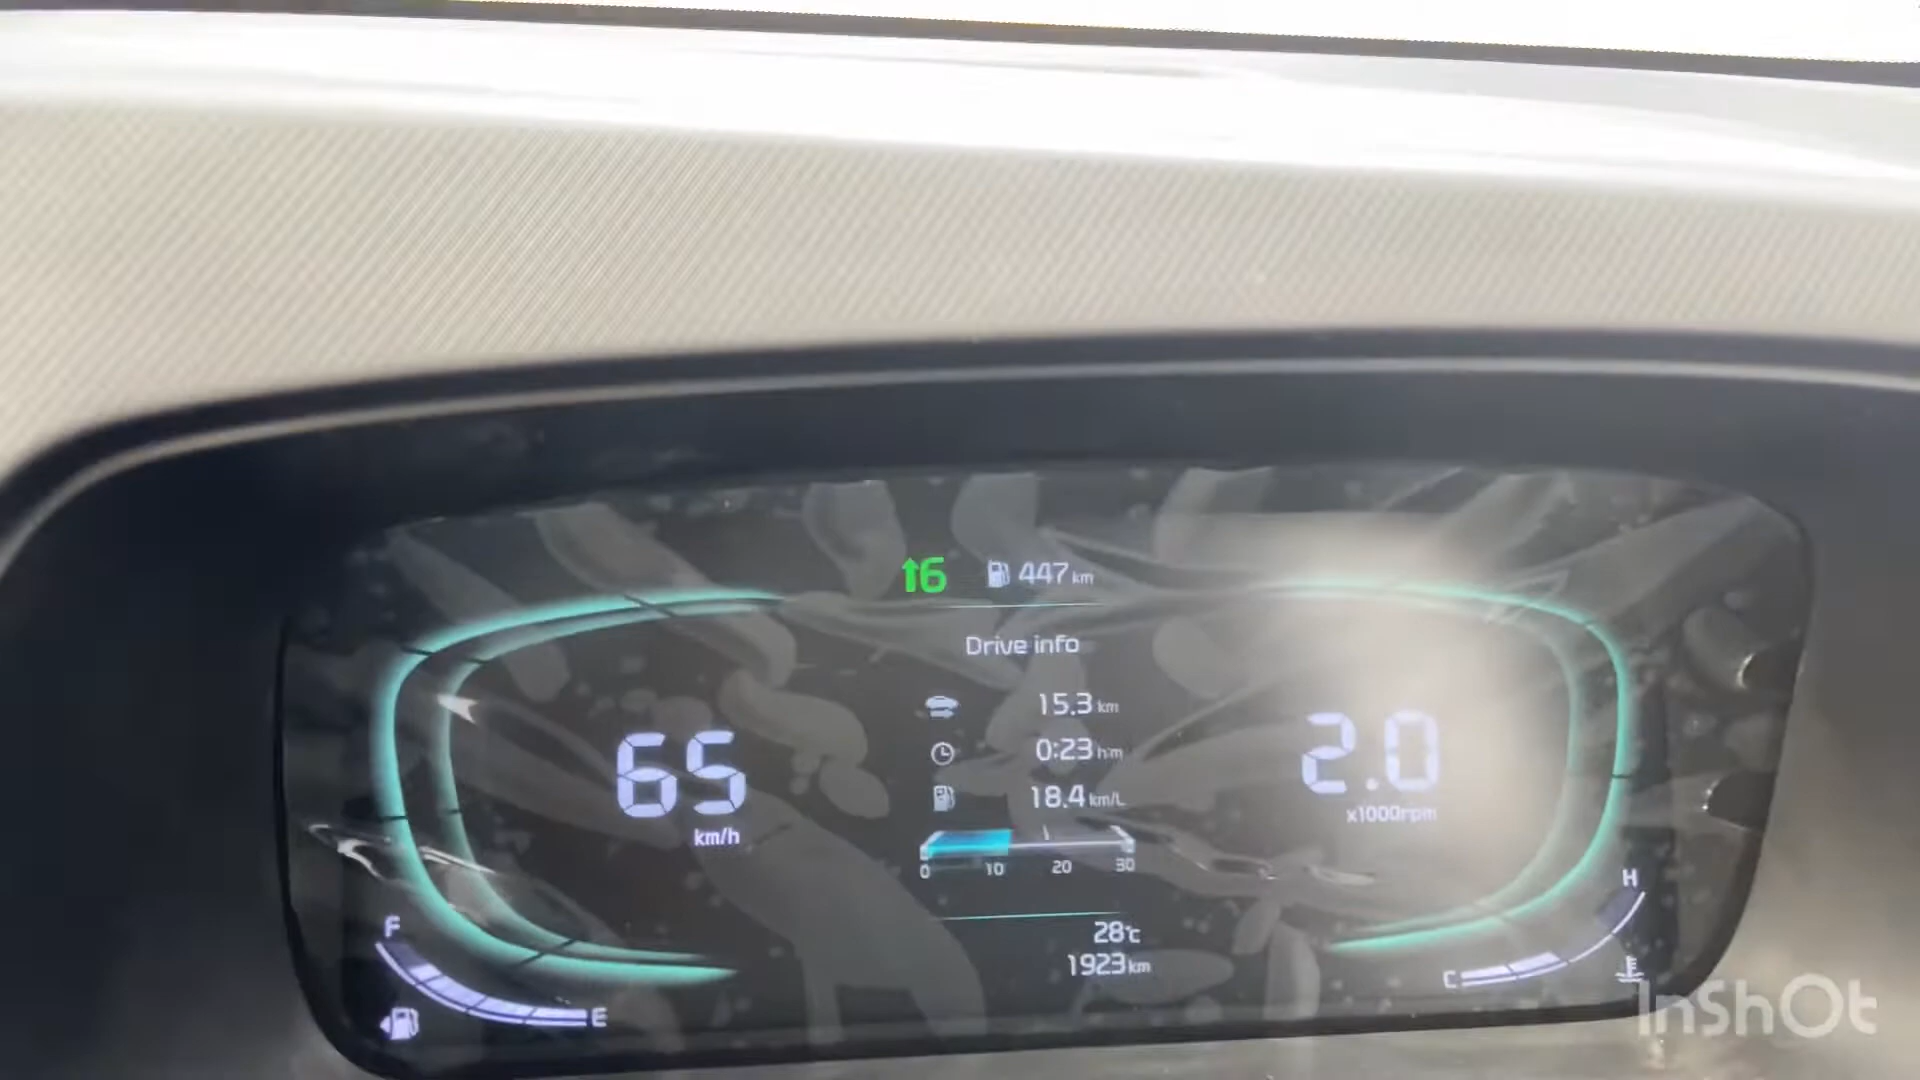 ↑6 447 km
Drive info
15.3 km
0:23 h:m
18.4 km/L
0 10 20 30
65
km/h
2.0
x1000rpm
28°C
1923 km
F
E
H
C
InShOt